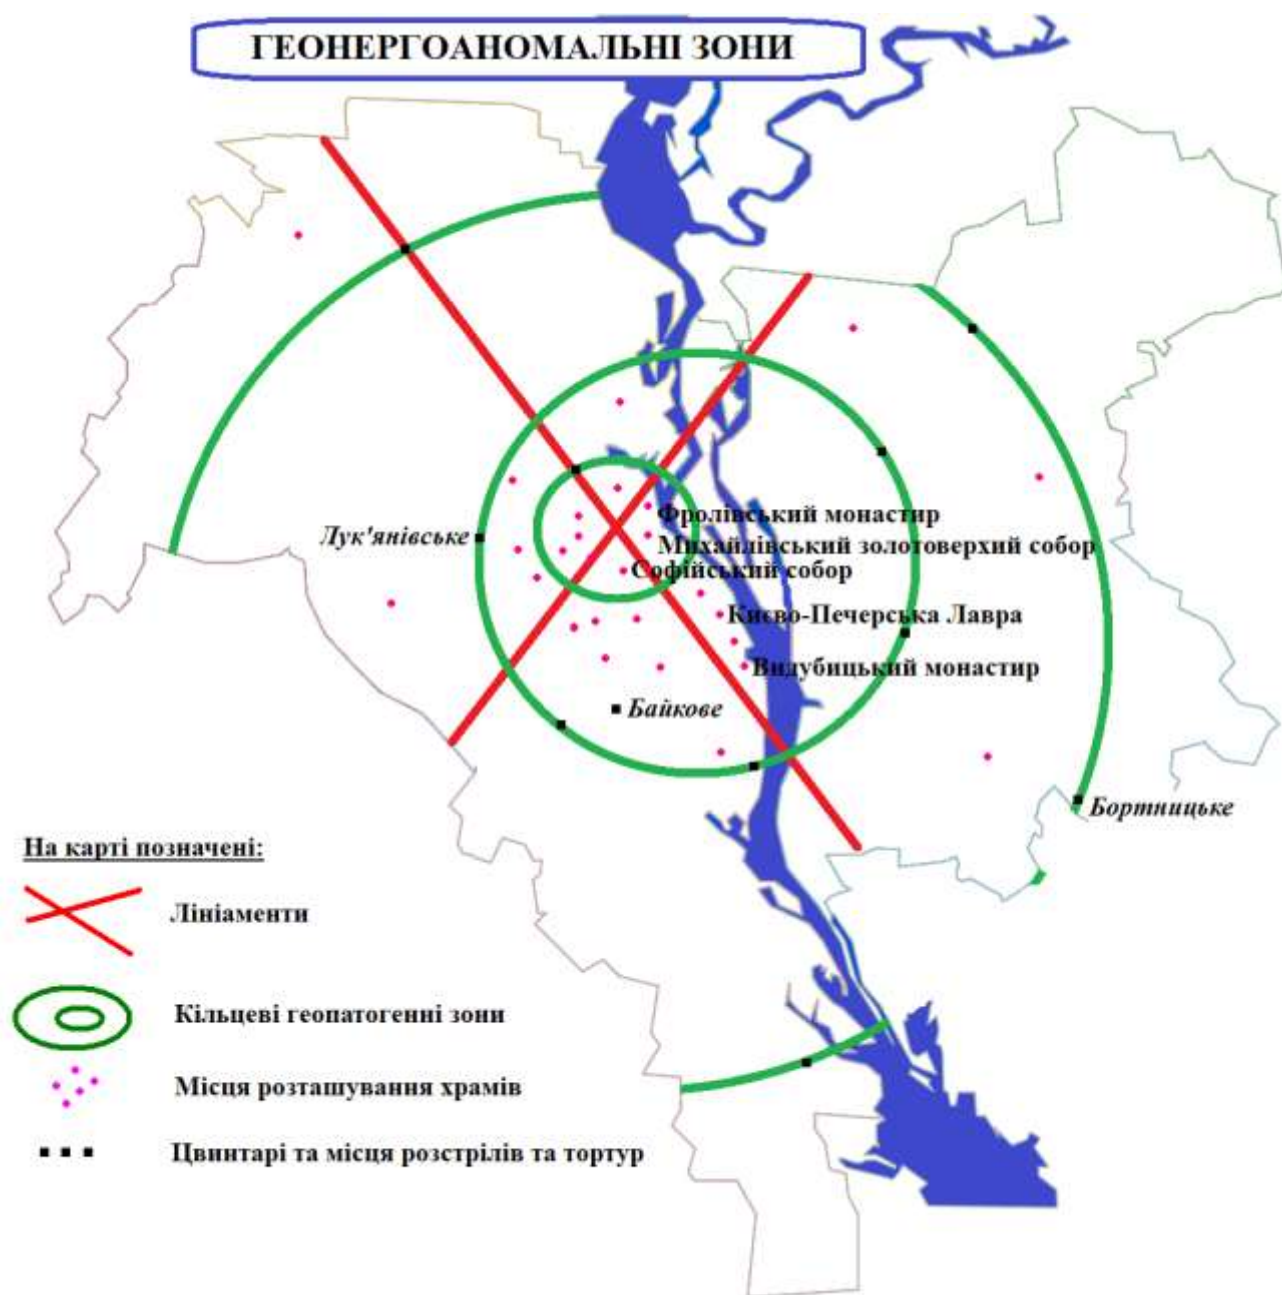 ГЕОНЕРГОАНОМАЛЬНІ ЗОНИ
Фролівський монастир
Лук'янівське
Михайлівський золотоверхий собор
Софійський собор
Києво-Печерська Лавра
Видубицький монастир
Байкове
Бортницьке
На карті позначені:
Лініаменти
Кільцеві геопатогенні зони
Місця розташування храмів
Цвинтарі та місця розстрілів та тортур